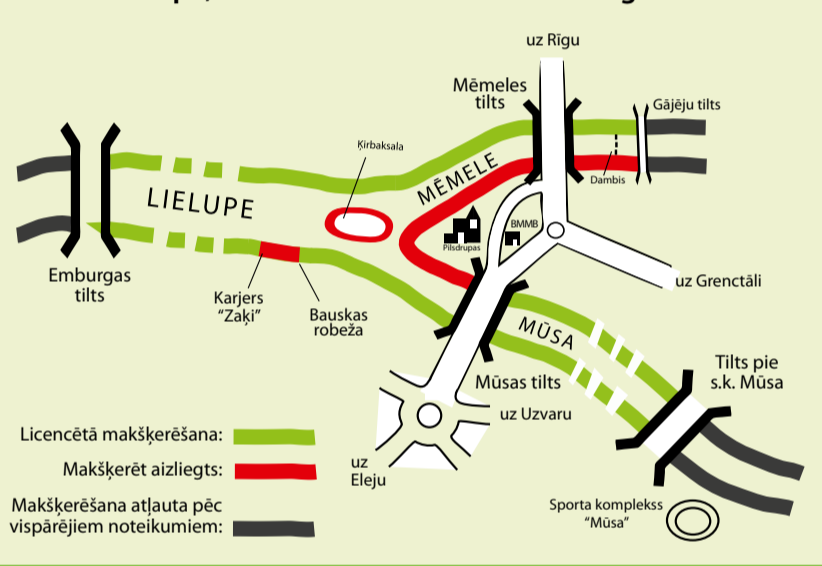 uz Rīgu
Mēmeles
tilts
Gājēju tilts
Ķirbaksala
MĒMELE
Dambis
LIELUPE
BMMB
Pilsdrupas
uz Grenctāli
Emburgas
tilts
Karjers
“Zaķi”
Bauskas
robeža
MŪSA
Tilts pie
s.k. Mūsa
Mūsas tilts
uz Uzvaru
uz
Eleju
Licencētā makšķerēšana:
Makšķerēt aizliegts:
Makšķerēšana atļauta pēc
vispārējiem noteikumiem:
Sporta komplekss
“Mūsa”